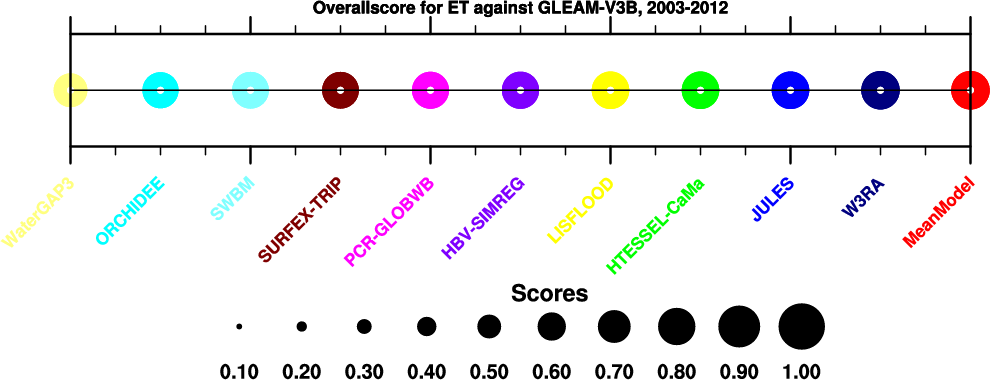 Overallscore for ET against GLEAM-V3B, 2003-2012
WaterGAP3
ORCHIDEE
SWBM
SURFEX-TRIP
PCR-GLOBWB
HBV-SIMREG
LISFLOOD
HTESSEL-CaMa
JULES
W3RA
MeanModel
Scores
0.10 0.20 0.30 0.40 0.50 0.60 0.70 0.80 0.90 1.00